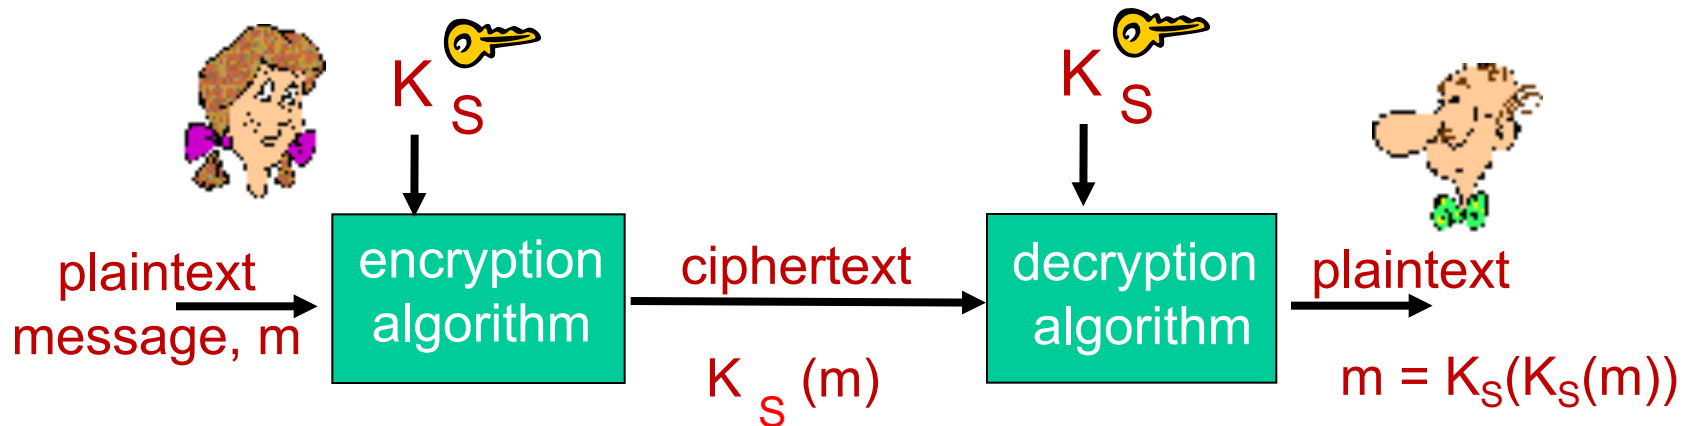 K S
K S
plaintext
message, m
encryption
algorithm
ciphertext
K S (m)
decryption
algorithm
plaintext
m = KS(KS(m))